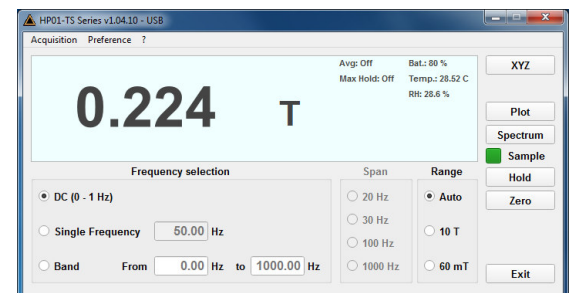 HP01-TS Series v1.04.10 - USB
Acquisition Preference ?
Avg: Off Bat.: 80 %
Max Hold: Off Temp.: 28.52 C
RH: 28.6 %
0.224 T
XYZ
Plot
Spectrum
Sample
Hold
Zero
Exit
Frequency selection
DC (0 - 1 Hz)
Single Frequency 50.00 Hz
Band From 0.00 Hz to 1000.00 Hz
Span
20 Hz
30 Hz
100 Hz
1000 Hz
Range
Auto
10 T
60 mT